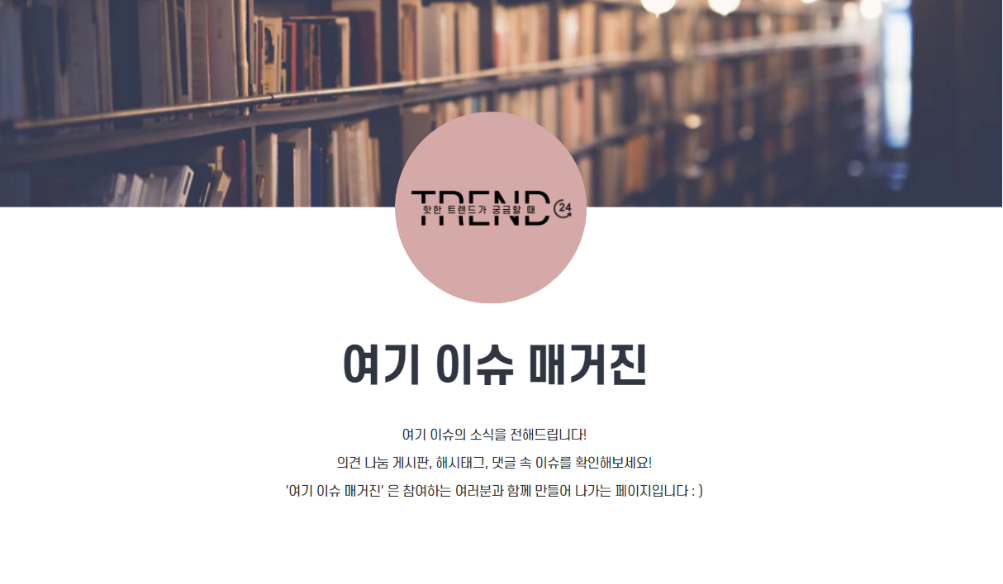 TREND
핫한 트렌드가 궁금할 때
24
여기 이슈 매거진
여기 이슈의 소식을 전해드립니다!
의견 나눔 게시판, 해시태그, 댓글 속 이슈를 확인해보세요!
'여기 이슈 매거진' 은 참여하는 여러분과 함께 만들어 나가는 페이지입니다 : )